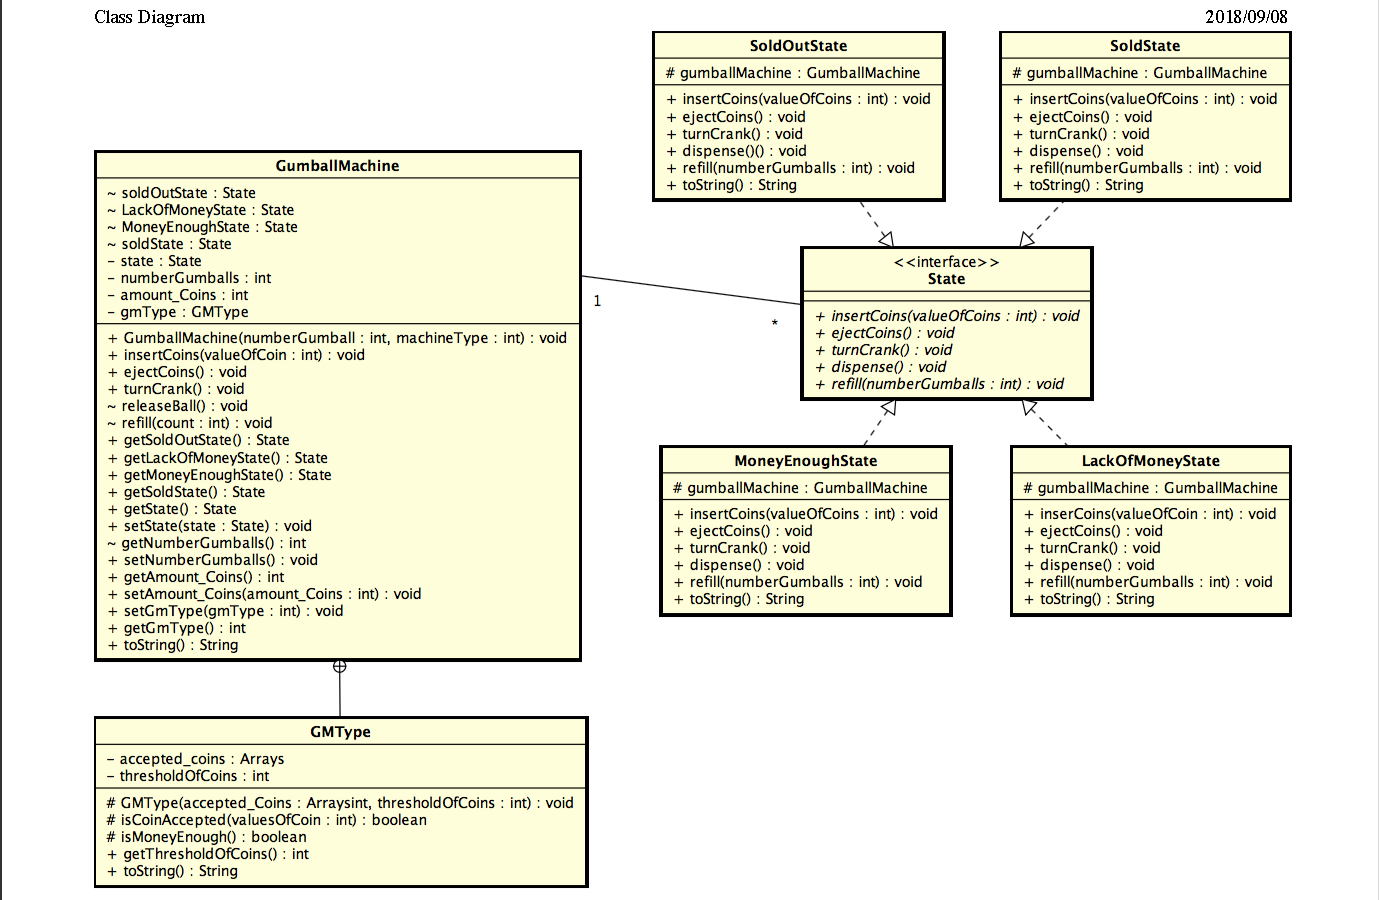 Class Diagram
2018/09/08
SoldOutState
# gumballMachine : GumballMachine
+ insertCoins(valueOfCoins : int) : void
+ ejectCoins() : void
+ turnCrank() : void
+ dispense()() : void
+ refill(numberGumballs : int) : void
+ toString() : String
SoldState
# gumballMachine : GumballMachine
+ insertCoins(valueOfCoins : int) : void
+ ejectCoins() : void
+ turnCrank() : void
+ dispense() : void
+ refill(numberGumballs : int) : void
+ toString() : String
GumballMachine
~ soldOutState : State
~ LackOfMoneyState : State
~ MoneyEnoughState : State
~ soldState : State
- state : State
- numberGumballs : int
- amount_Coins : int
- gmType : GMType
+ GumballMachine(numberGumball : int, machineType : int) : void
+ insertCoins(valueOfCoin : int) : void
+ ejectCoins() : void
+ turnCrank() : void
~ releaseBall() : void
~ refill(count : int) : void
+ getSoldOutState() : State
+ getLackOfMoneyState() : State
+ getMoneyEnoughState() : State
+ getSoldState() : State
+ getState() : State
+ setState(state : State) : void
~ getNumberGumballs() : int
+ setNumberGumballs() : void
+ getAmount_Coins() : int
+ setAmount_Coins(amount_Coins : int) : void
+ setGmType(gmType : int) : void
+ getGmType() : int
+ toString() : String
1
*
<<interface>>
State
+ insertCoins(valueOfCoins : int) : void
+ ejectCoins() : void
+ turnCrank() : void
+ dispense() : void
+ refill(numberGumballs : int) : void
MoneyEnoughState
# gumballMachine : GumballMachine
+ insertCoins(valueOfCoins : int) : void
+ ejectCoins() : void
+ turnCrank() : void
+ dispense() : void
+ refill(numberGumballs : int) : void
+ toString() : String
LackOfMoneyState
# gumballMachine : GumballMachine
+ inserCoins(valueOfCoin : int) : void
+ ejectCoins() : void
+ turnCrank() : void
+ dispense() : void
+ refill(numberGumballs : int) : void
+ toString() : String
GMType
- accepted_coins : Arrays
- thresholdOfCoins : int
# GMType(accepted_Coins : Arraysint, thresholdOfCoins : int) : void
# isCoinAccepted(valuesOfCoin : int) : boolean
# isMoneyEnough() : boolean
+ getThresholdOfCoins() : int
+ toString() : String